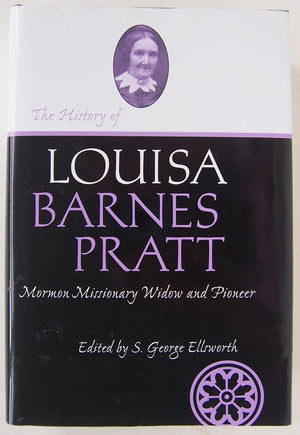 The History of
LOUISA
BARNES
PRATT
Mormon Missionary Widow and Pioneer
Edited by S. George Ellsworth